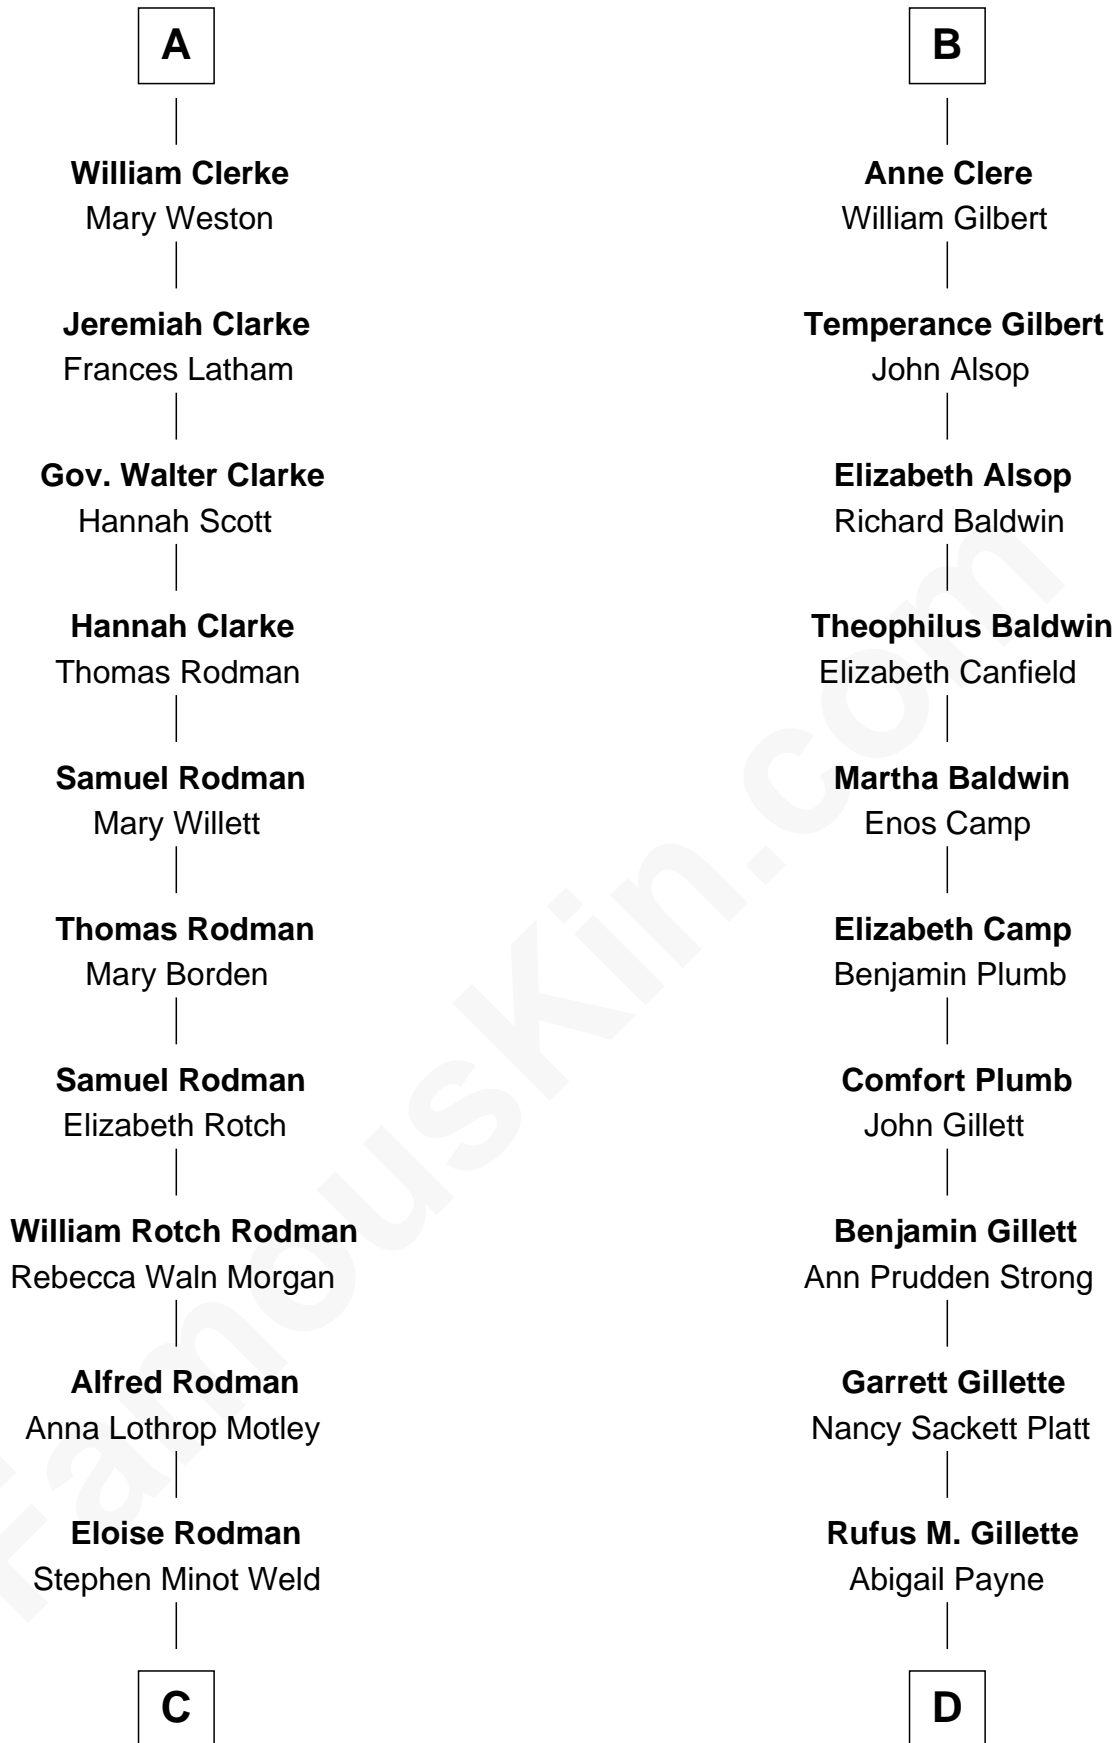 A
William Clerke
Mary Weston
Jeremiah Clarke
Frances Latham
Gov. Walter Clarke
Hannah Scott
Hannah Clarke
Thomas Rodman
Samuel Rodman
Mary Willett
Thomas Rodman
Mary Borden
Samuel Rodman
Elizabeth Rotch
William Rotch Rodman
Rebecca Waln Morgan
Alfred Rodman
Anna Lothrop Motley
Eloise Rodman
Stephen Minot Weld
C
B
Anne Clere
William Gilbert
Temperance Gilbert
John Alsop
Elizabeth Alsop
Richard Baldwin
Theophilus Baldwin
Elizabeth Canfield
Martha Baldwin
Enos Camp
Elizabeth Camp
Benjamin Plumb
Comfort Plumb
John Gillett
Benjamin Gillett
Ann Prudden Strong
Garrett Gillette
Nancy Sackett Platt
Rufus M. Gillette
Abigail Payne
D
FamousKin.com